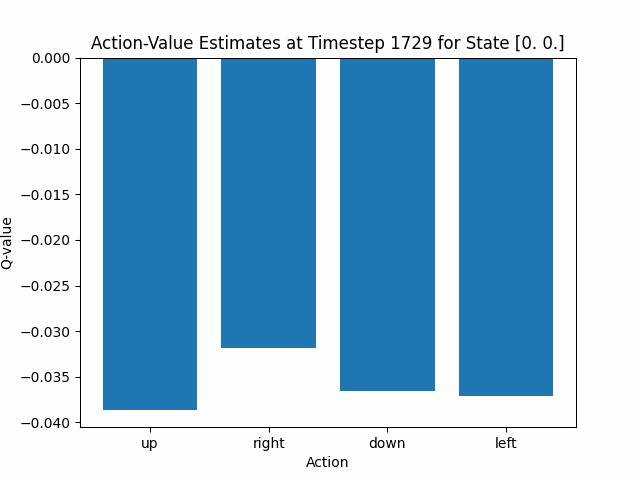 Action-Value Estimates at Timestep 1729 for State [0. 0.]
0.000
−0.005
−0.010
−0.015
−0.020
−0.025
−0.030
−0.035
−0.040
Q-value
up right down left
Action